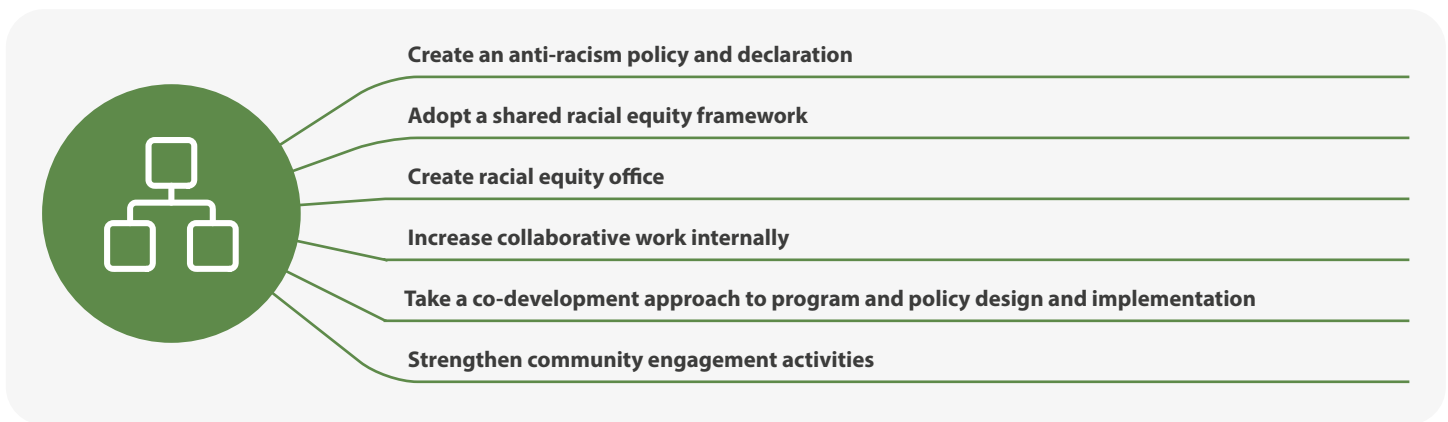 Create an anti-racism policy and declaration
Adopt a shared racial equity framework
Create racial equity office
Increase collaborative work internally
Take a co-development approach to program and policy design and implementation
Strengthen community engagement activities